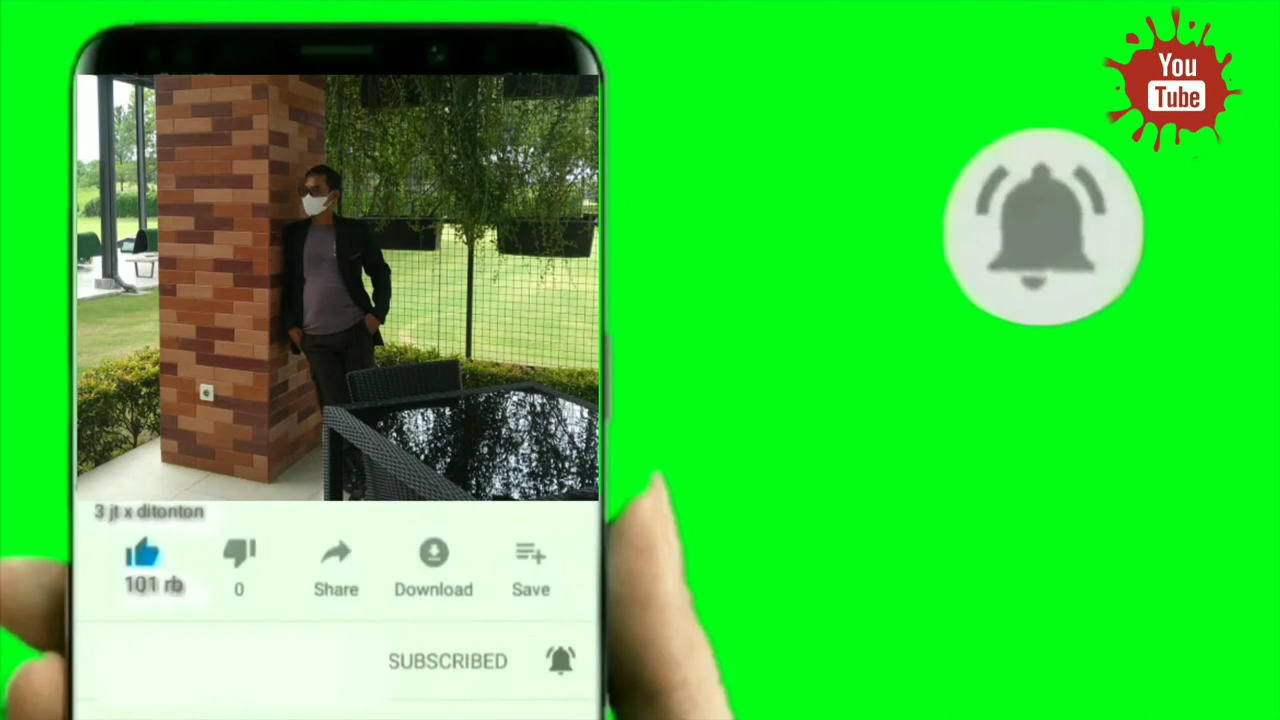 You
Tube
3 jt x ditonton
101 rb
0
Share
Download
Save
SUBSCRIBED